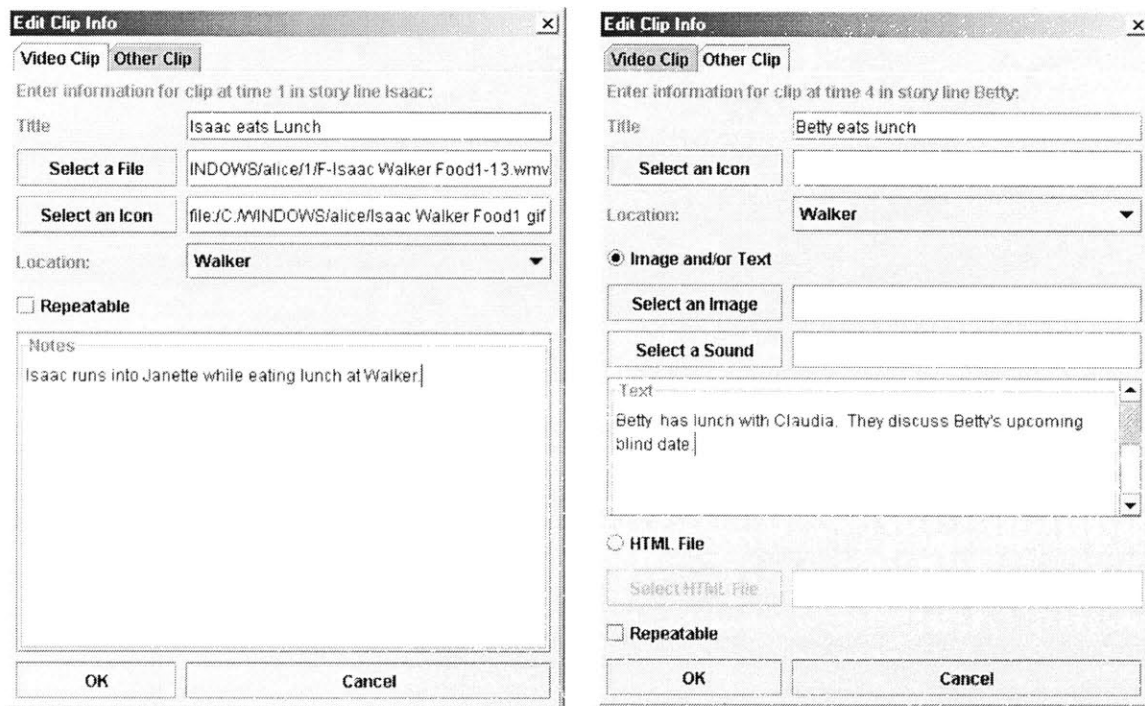 Edit Clip Info
Video Clip Other Clip
Enter information for clip at time 1 in story line Isaac:
Title Isaac eats Lunch
Select a File INDOWS/alice/1/F-Isaac Walker Food1-13.wmv
Select an Icon file:/C:/WINDOWS/alice/Isaac Walker Food1 gif
Location: Walker
Repeatable
Notes
Isaac runs into Janette while eating lunch at Walker.
OK Cancel
Edit Clip Info
Video Clip Other Clip
Enter information for clip at time 4 in story line Betty:
Title Betty eats lunch
Select an Icon
Location: Walker
Image and/or Text
Select an Image
Select a Sound
Text
Betty has lunch with Claudia. They discuss Betty's upcoming
blind date.
HTML File
Select HTML File
Repeatable
OK Cancel